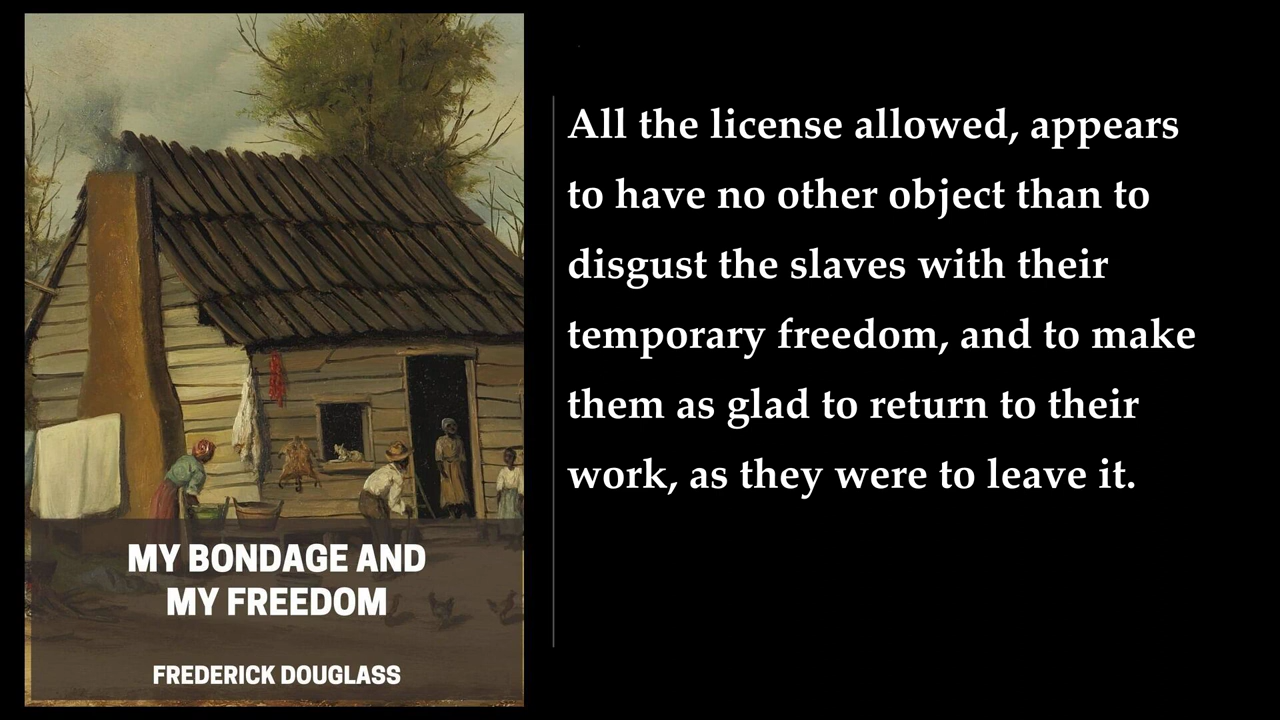 MY BONDAGE AND
MY FREEDOM
FREDERICK DOUGLASS
All the license allowed, appears
to have no other object than to
disgust the slaves with their
temporary freedom, and to make
them as glad to return to their
work, as they were to leave it.